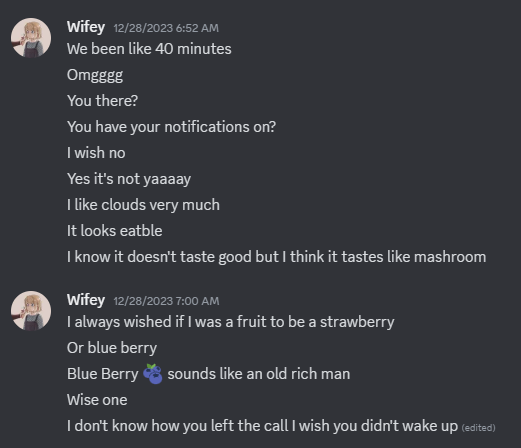 Wifey 12/28/2023 6:52 AM
We been like 40 minutes
Omgggg
You there?
You have your notifications on?
I wish no
Yes it's not yaaaay
I like clouds very much
It looks eatble
I know it doesn't taste good but I think it tastes like mashroom
Wifey 12/28/2023 7:00 AM
I always wished if I was a fruit to be a strawberry
Or blue berry
Blue Berry 🫐 sounds like an old rich man
Wise one
I don't know how you left the call I wish you didn't wake up (edited)